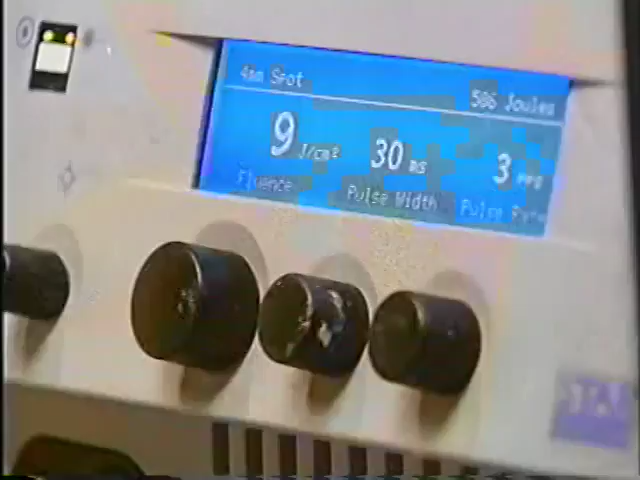 4mm Spot
506 Joules
9 J/cm²
30 ms
3 PPS
Fluence
Pulse Width
Pulse Rate